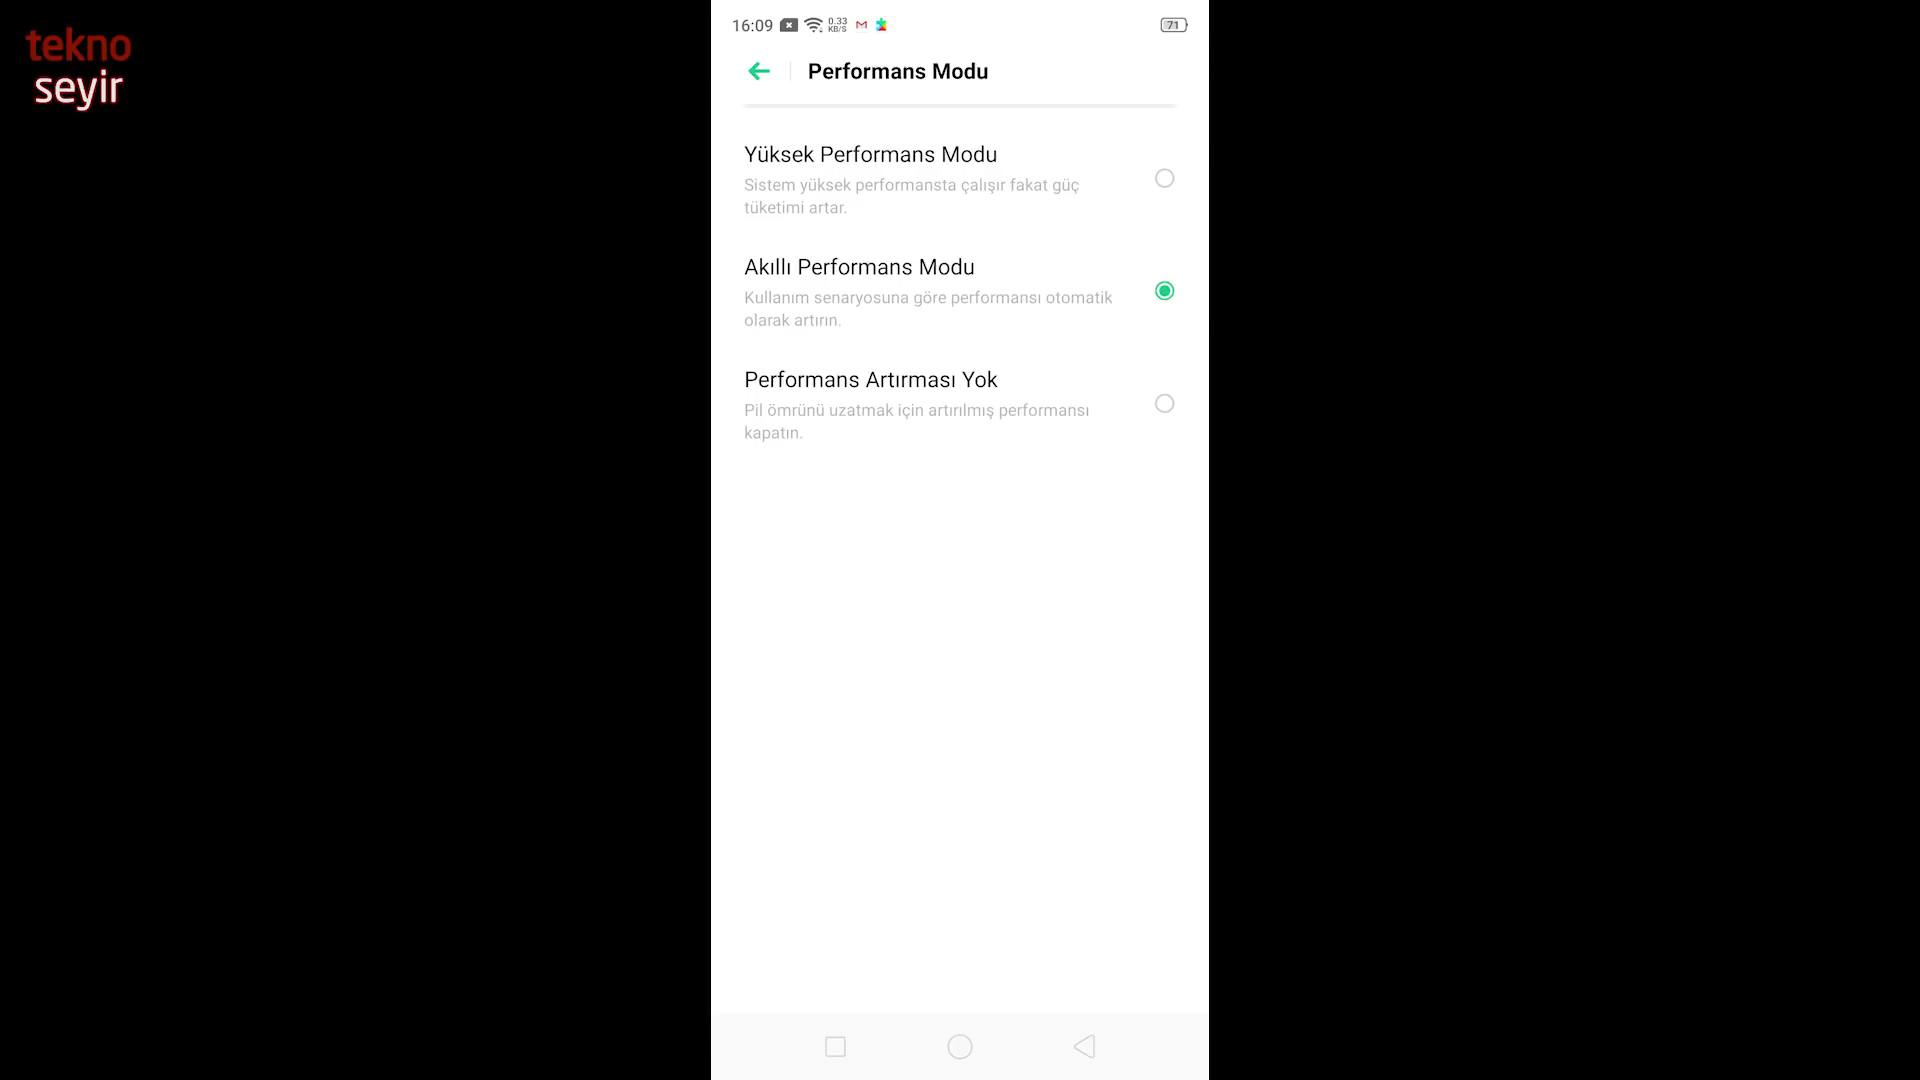 tekno
seyir
16:09
0.33
KB/S
71
Performans Modu
Yüksek Performans Modu
Sistem yüksek performansta çalışır fakat güç
tüketimi artar.
Akıllı Performans Modu
Kullanım senaryosuna göre performansı otomatik
olarak artırın.
Performans Artırması Yok
Pil ömrünü uzatmak için artırılmış performansı
kapatın.